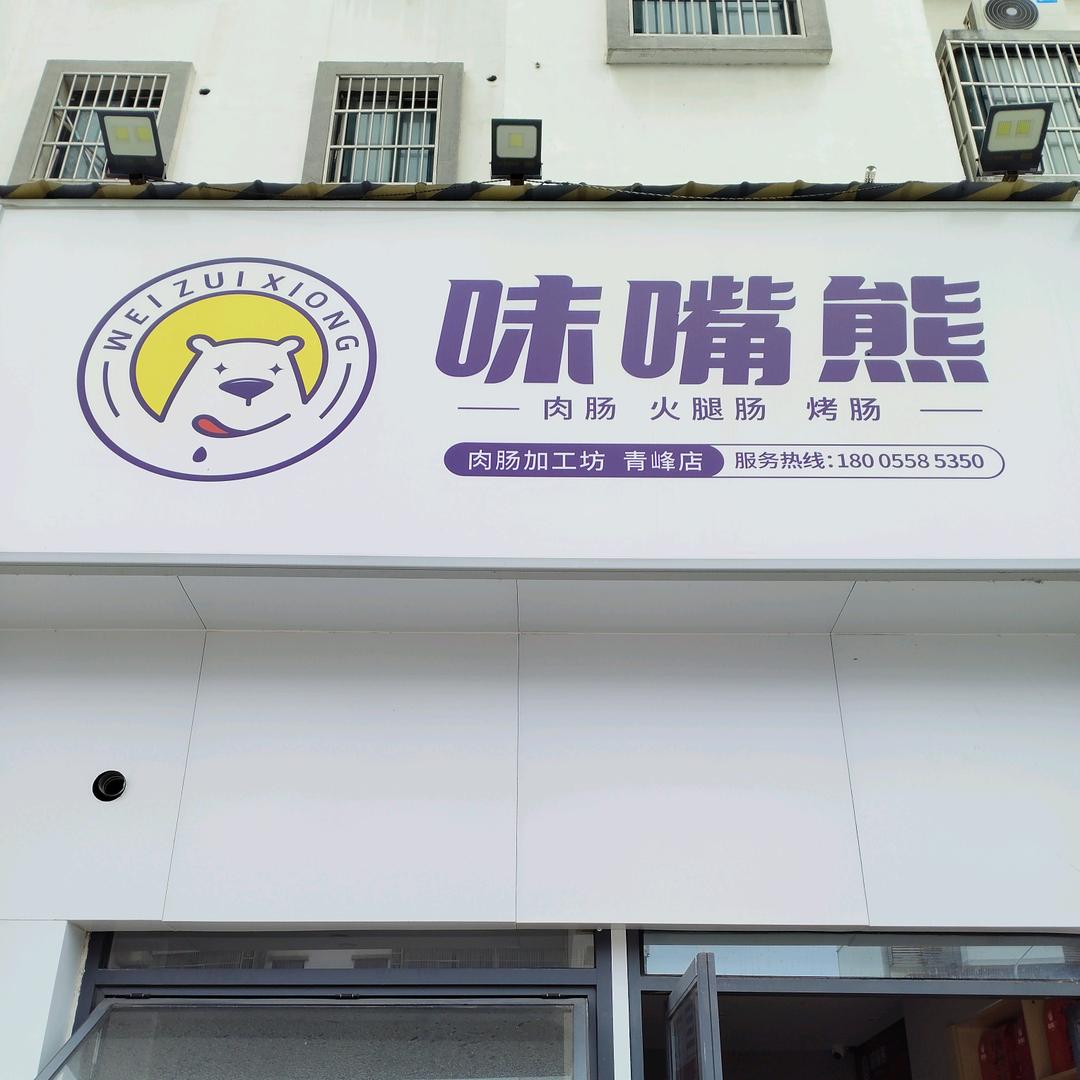 WEI ZUI XIONG
味嘴熊
肉肠 火腿肠 烤肠
肉肠加工坊 青峰店 服务热线：180 0558 5350